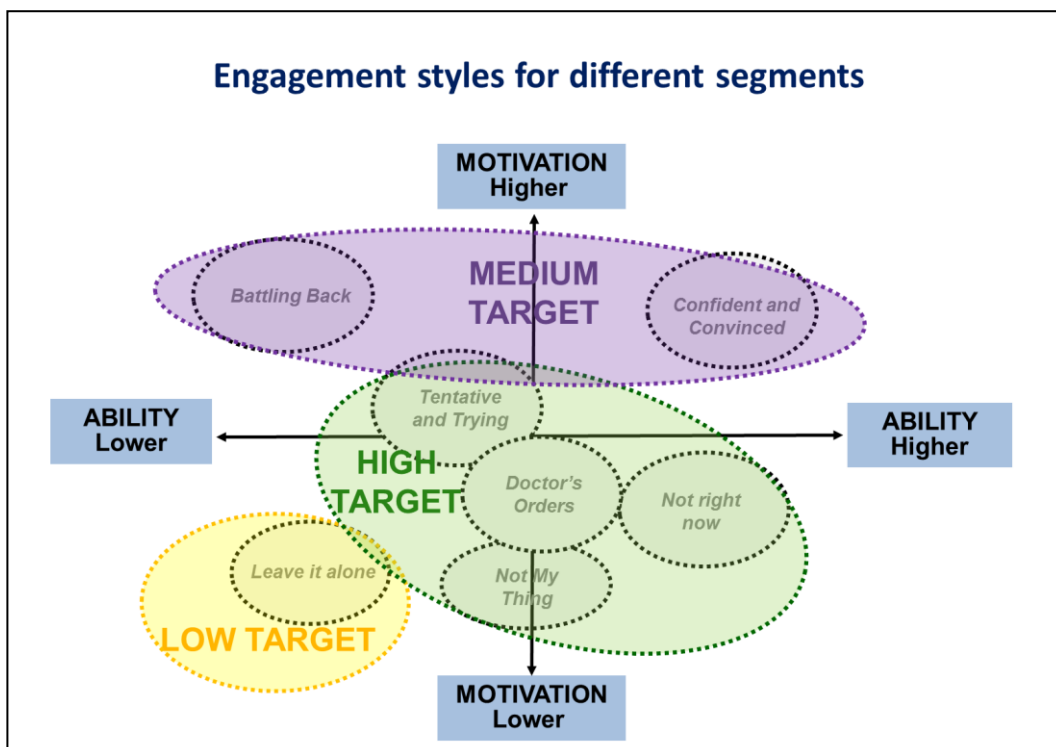 Engagement styles for different segments
MOTIVATION
Higher
MEDIUM
TARGET
Battling Back
Confident and
Convinced
Tentative
and Trying
ABILITY
Lower
ABILITY
Higher
HIGH
TARGET
Doctor's
Orders
Not right
now
Leave it alone
Not My
Thing
LOW TARGET
MOTIVATION
Lower